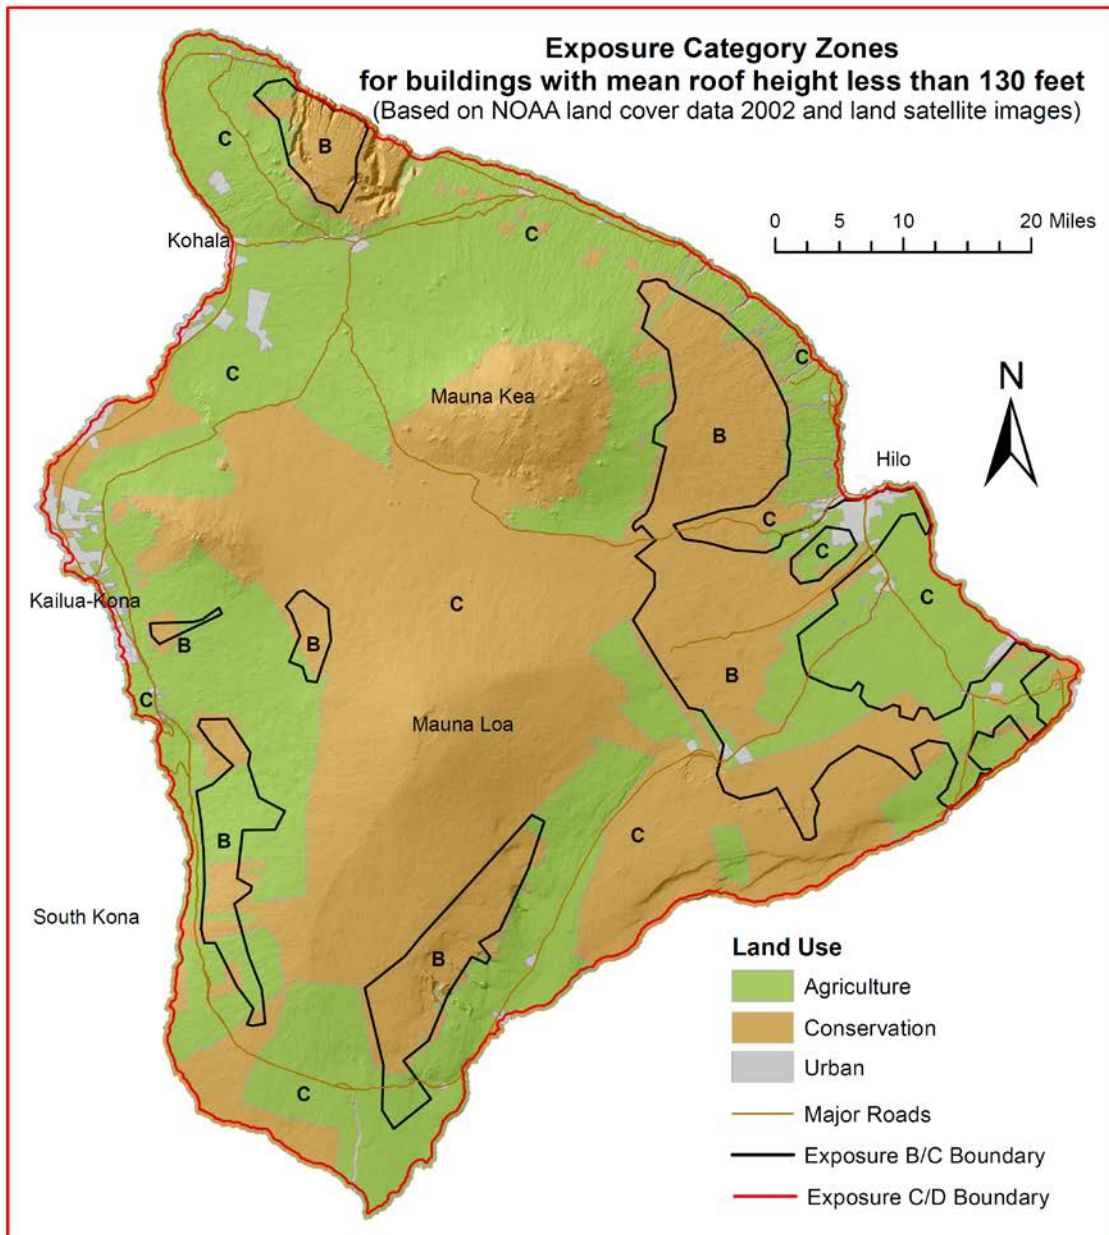 Exposure Category Zones
for buildings with mean roof height less than 130 feet
(Based on NOAA land cover data 2002 and land satellite images)
C
B
0 5 10 20 Miles
Kohala
C
C
C
N
Mauna Kea
B
Hilo
C
C
Kailua-Kona
C
C
B
B
B
C
Mauna Loa
B
C
South Kona
B
C
Land Use
Agriculture
Conservation
Urban
Major Roads
Exposure B/C Boundary
Exposure C/D Boundary